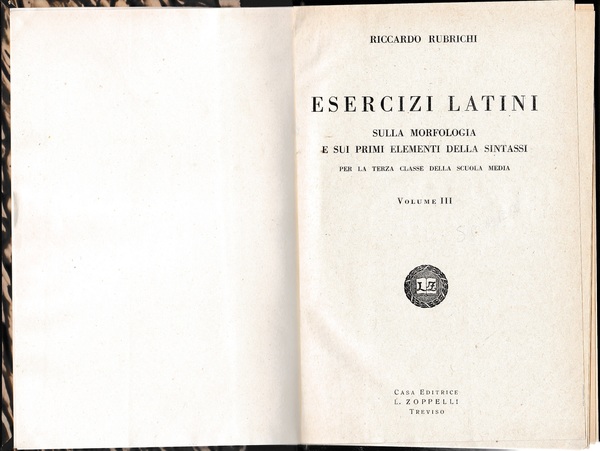 RICCARDO RUBRICHI
ESERCIZI LATINI
SULLA MORFOLOGIA
E SUI PRIMI ELEMENTI DELLA SINTASSI
PER LA TERZA CLASSE DELLA SCUOLA MEDIA
VOLUME III
LZ
CASA EDITRICE
L. ZOPPELLI
TREVISO